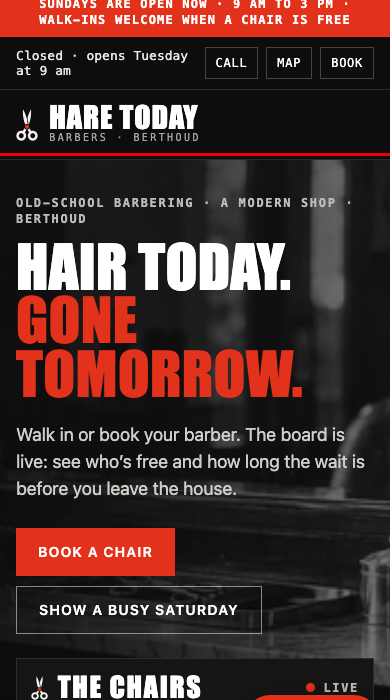 SUNDAYS ARE OPEN NOW · 9 AM TO 3 PM ·
WALK-INS WELCOME WHEN A CHAIR IS FREE
Closed · opens Tuesday
at 9 am
CALL
MAP
BOOK
HARE TODAY
BARBERS · BERTHOUD
OLD-SCHOOL BARBERING · A MODERN SHOP ·
BERTHOUD
HAIR TODAY.
GONE
TOMORROW.
Walk in or book your barber. The board is
live: see who’s free and how long the wait is
before you leave the house.
BOOK A CHAIR
SHOW A BUSY SATURDAY
THE CHAIRS
LIVE